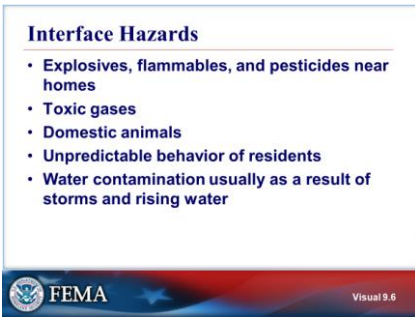 Interface Hazards
• Explosives, flammables, and pesticides near
homes
• Toxic gases
• Domestic animals
• Unpredictable behavior of residents
• Water contamination usually as a result of
storms and rising water
FEMA
Visual 9.6